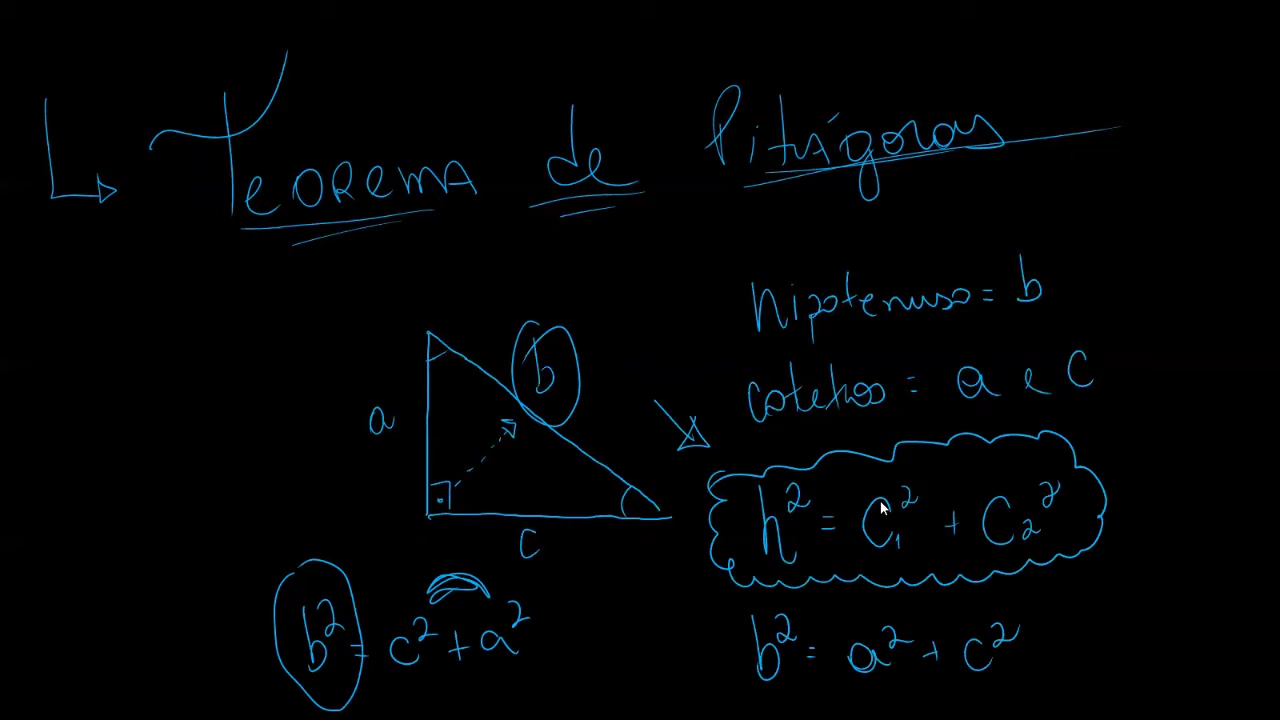 Teorema de Pitágoras
hipotenusa = b
catetos = a e c
b
a
h² = C₁² + C₂²
c
b² = c² + a²
b² = a² + c²